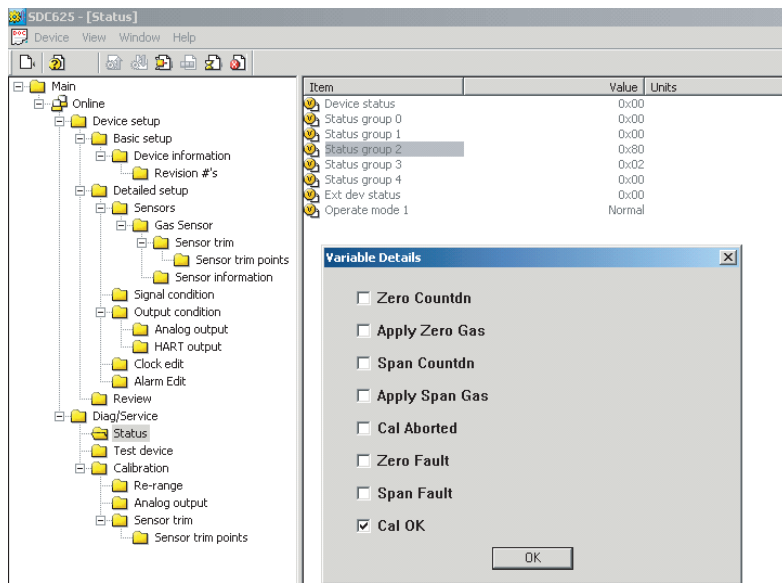 SDC625 - [Status]
DOC Device View Window Help
Main
Online
Device setup
Basic setup
Device information
Revision #'s
Detailed setup
Sensors
Gas Sensor
Sensor trim
Sensor trim points
Sensor information
Signal condition
Output condition
Analog output
HART output
Clock edit
Alarm Edit
Review
Diag/Service
Status
Test device
Calibration
Re-range
Analog output
Sensor trim
Sensor trim points
Item Value Units
Device status 0x00
Status group 0 0x00
Status group 1 0x00
Status group 2 0x80
Status group 3 0x02
Status group 4 0x00
Ext dev status 0x00
Operate mode 1 Normal
Variable Details
Zero Countdn
Apply Zero Gas
Span Countdn
Apply Span Gas
Cal Aborted
Zero Fault
Span Fault
Cal OK
OK